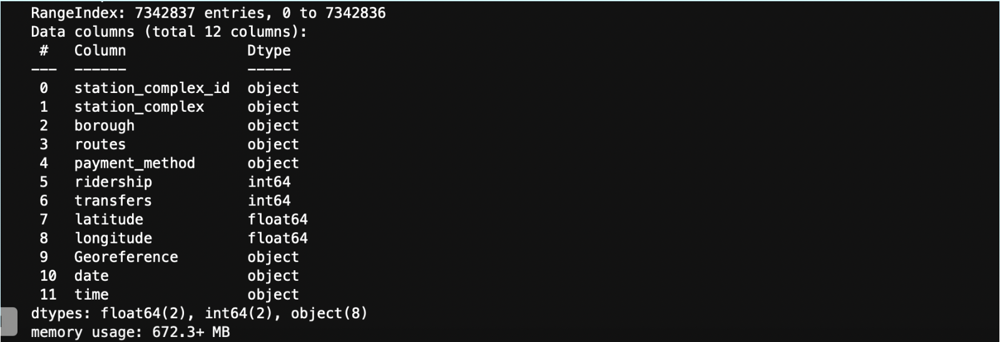 RangeIndex: 7342837 entries, 0 to 7342836
Data columns (total 12 columns):
 #   Column              Dtype
---  ------              -----
 0   station_complex_id  object
 1   station_complex     object
 2   borough             object
 3   routes              object
 4   payment_method      object
 5   ridership           int64
 6   transfers           int64
 7   latitude            float64
 8   longitude           float64
 9   Georeference        object
 10  date                object
 11  time                object
dtypes: float64(2), int64(2), object(8)
memory usage: 672.3+ MB